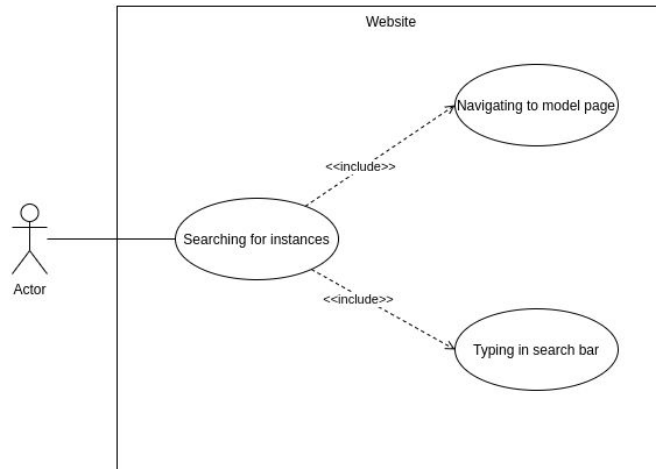 Website
Navigating to model page
<<include>>
Searching for instances
Actor
<<include>>
Typing in search bar